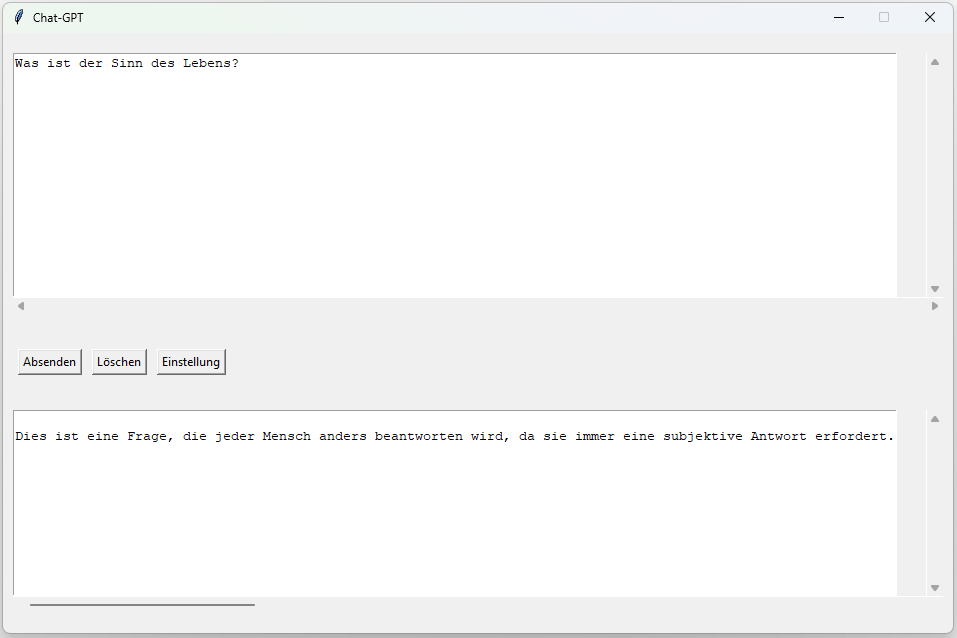 Chat-GPT
Was ist der Sinn des Lebens?
Absenden Löschen Einstellung
Dies ist eine Frage, die jeder Mensch anders beantworten wird, da sie immer eine subjektive Antwort erfordert.